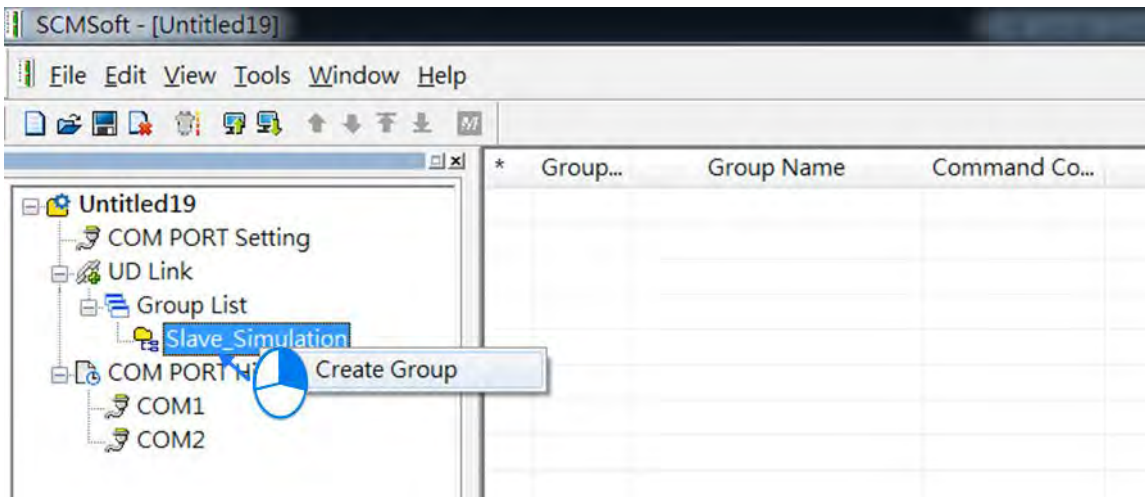 SCMSoft - [Untitled19]
File Edit View Tools Window Help
* Group... Group Name Command Co...
Untitled19
COM PORT Setting
UD Link
Group List
Slave_Simulation
COM PORT Hi
Create Group
COM1
COM2